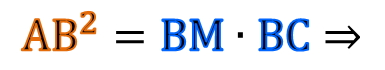 AB² = BM · BC ⇒